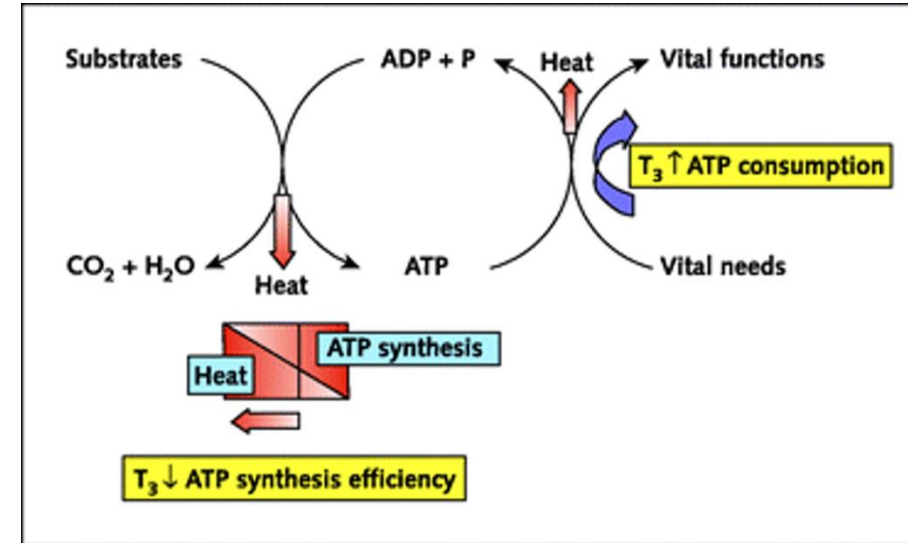 Substrates
ADP + P
Heat
Vital functions
T₃ ↑ ATP consumption
CO₂ + H₂O
Heat
ATP
Vital needs
ATP synthesis
Heat
T₃ ↓ ATP synthesis efficiency